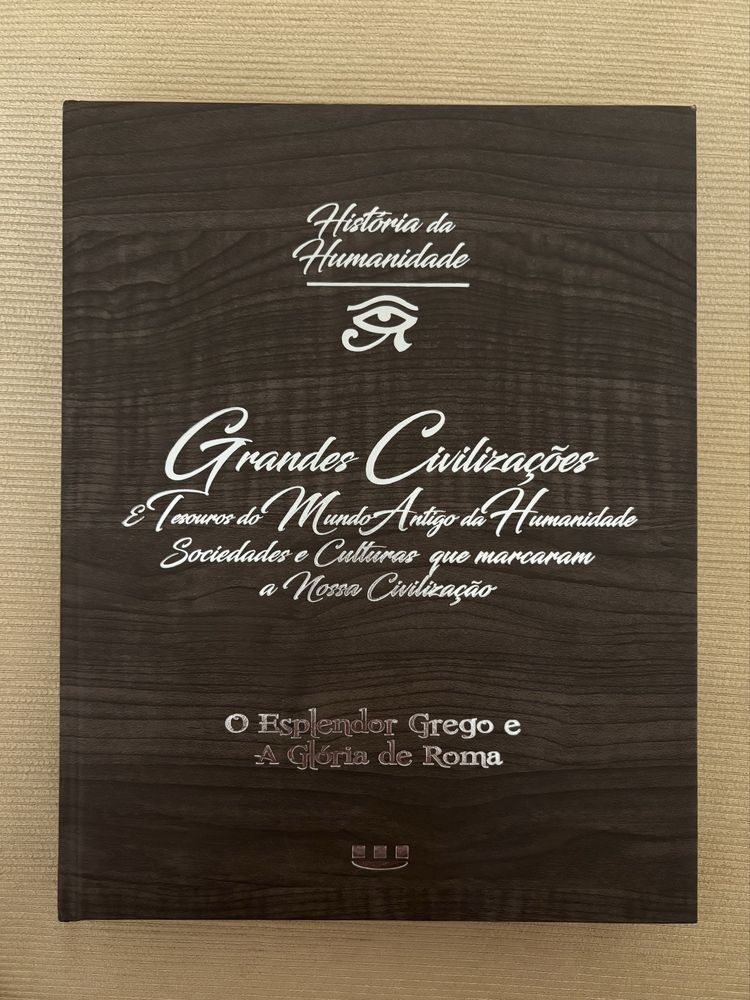 História da
Humanidade
Grandes Civilizações
E Tesouros do Mundo Antigo da Humanidade
Sociedades e Culturas que marcaram
a Nossa Civilização
O Esplendor Grego e
A Glória de Roma